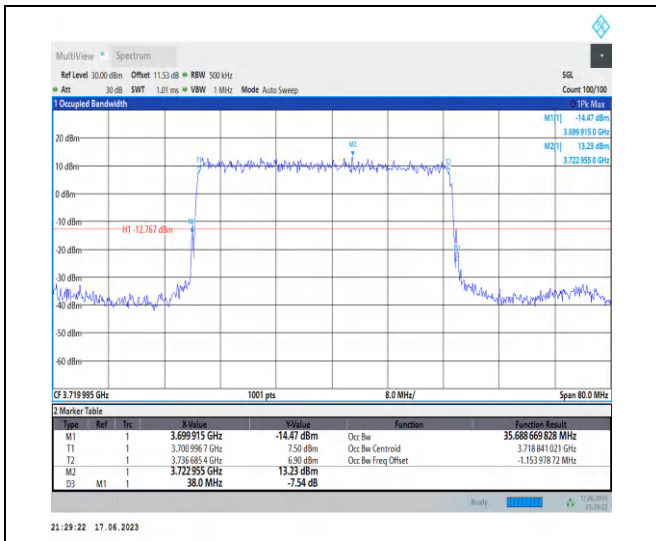 MultiView Spectrum
Ref Level 30.00 dBm Offset 11.53 dB RBW 500 kHz SGL
Att 30 dB SWT 1.01 ms VBW 1 MHz Mode Auto Sweep Count 100/100
1 Occupied Bandwidth 1Pk Max
M1[1] -14.47 dBm
3.699 915 0 GHz
M2[1] 13.23 dBm
3.722 955 0 GHz
20 dBm
M2
T1
T2
10 dBm
0 dBm
-10 dBm
M1
H1 -12.767 dBm
-20 dBm
-30 dBm
-40 dBm
-50 dBm
-60 dBm
CF 3.719 995 GHz 1001 pts 8.0 MHz/ Span 80.0 MHz
2 Marker Table
Type Ref Trc X-Value Y-Value Function Function Result
M1 1 3.699 915 GHz -14.47 dBm Occ Bw 35.688 669 828 MHz
T1 1 3.700 996 7 GHz 7.50 dBm Occ Bw Centroid 3.718 841 021 GHz
T2 1 3.736 685 4 GHz 6.90 dBm Occ Bw Freq Offset -1.153 978 72 MHz
M2 1 3.722 955 GHz 13.23 dBm
D3 M1 1 38.0 MHz -7.54 dB
Ready 17.06.2023
21:29:22
21:29:22 17.06.2023